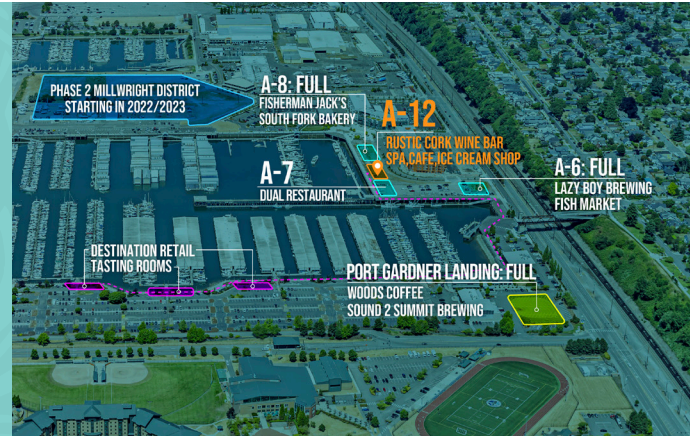 PHASE 2 MILLWRIGHT DISTRICT
STARTING IN 2022/2023
A-8: FULL
FISHERMAN JACK'S
SOUTH FORK BAKERY
A-12
RUSTIC CORK WINE BAR
SPA,CAFE,ICE CREAM SHOP
A-7
DUAL RESTAURANT
A-6: FULL
LAZY BOY BREWING
FISH MARKET
DESTINATION RETAIL
TASTING ROOMS
PORT GARDNER LANDING: FULL
WOODS COFFEE
SOUND 2 SUMMIT BREWING